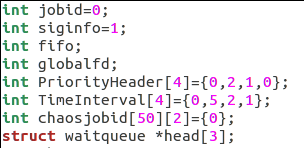 int jobid=0;
int siginfo=1;
int fifo;
int globalfd;
int PriorityHeader[4]={0,2,1,0};
int TimeInterval[4]={0,5,2,1};
int chaosjobid[50][2]={0};
struct waitqueue *head[3];